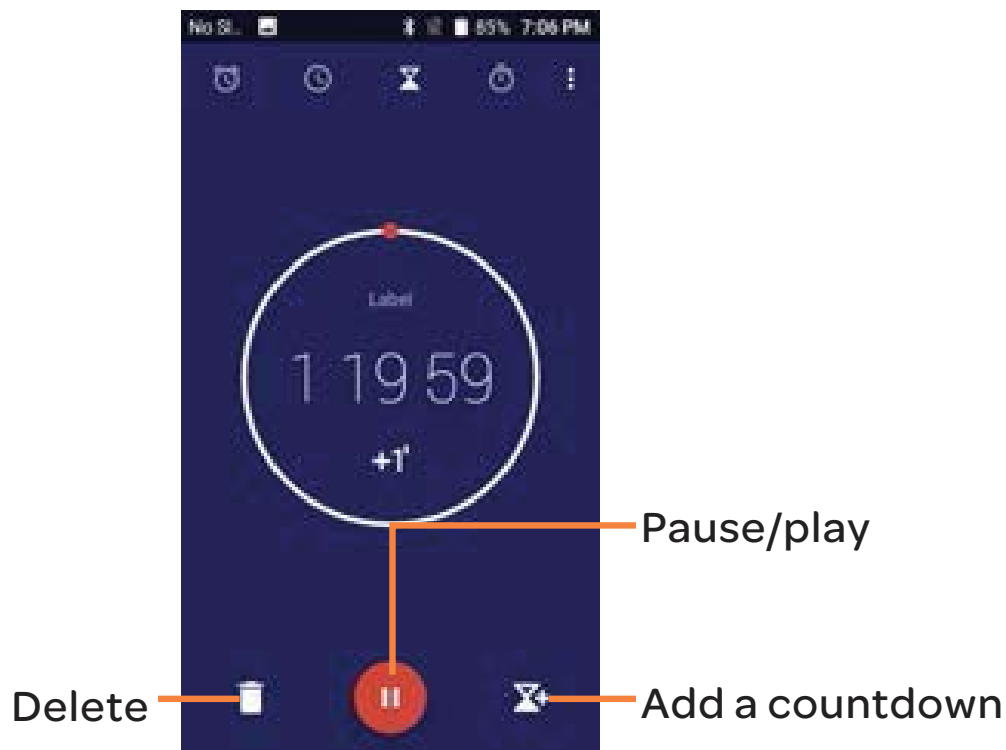 No SI... 65% 7:06 PM
Label
1 19 59
+1'
Pause/play
Delete
Add a countdown